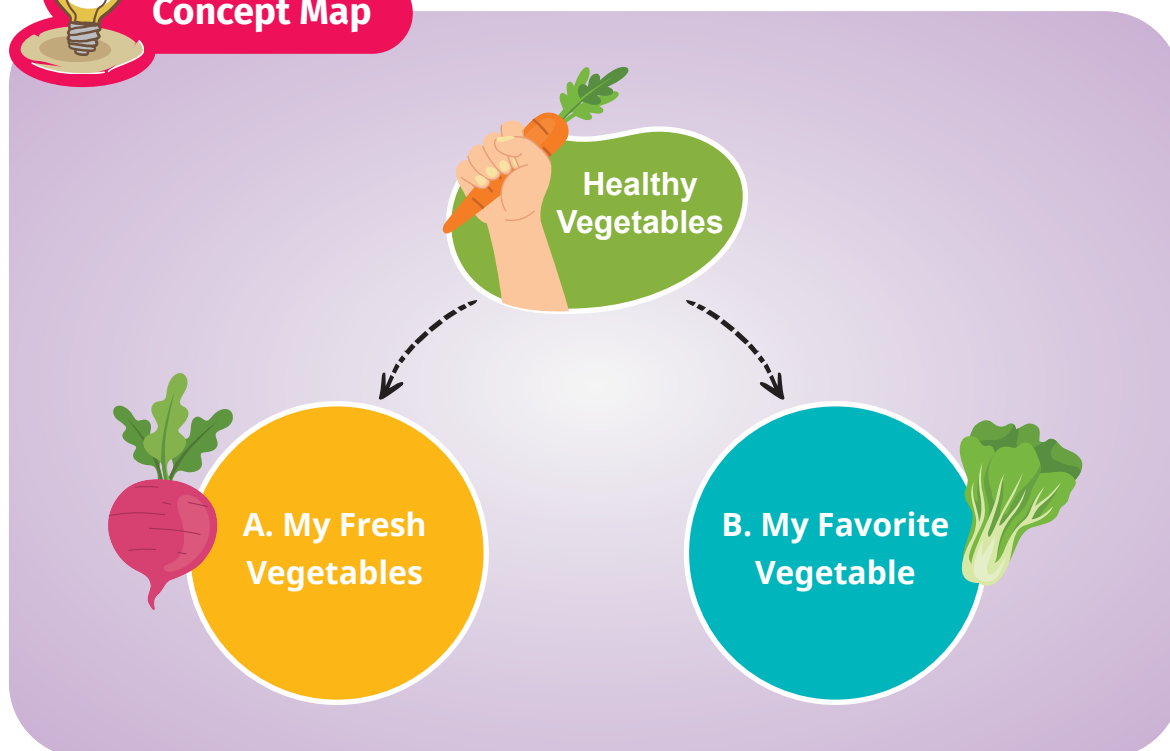 Concept Map
Healthy
Vegetables
A. My Fresh
Vegetables
B. My Favorite
Vegetable